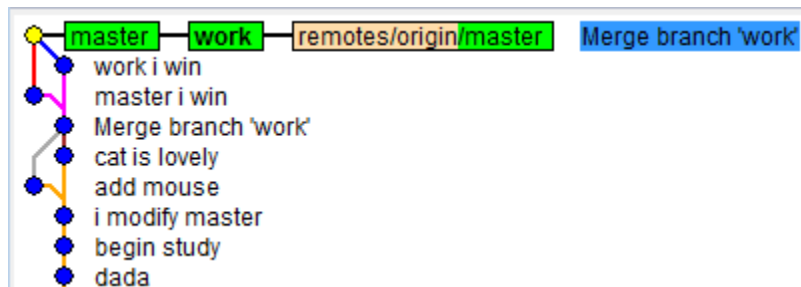 master work remotes/origin/master Merge branch 'work'
work i win
master i win
Merge branch 'work'
cat is lovely
add mouse
i modify master
begin study
dada